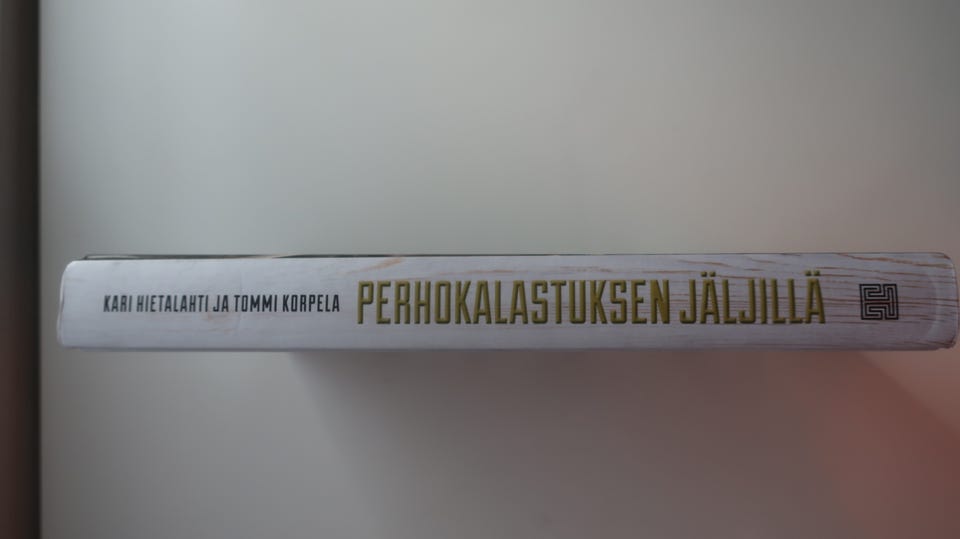 KARI HIETALAHTI JA TOMMI KORPELA PERHOKALASTUKSEN JÄLJILLÄ